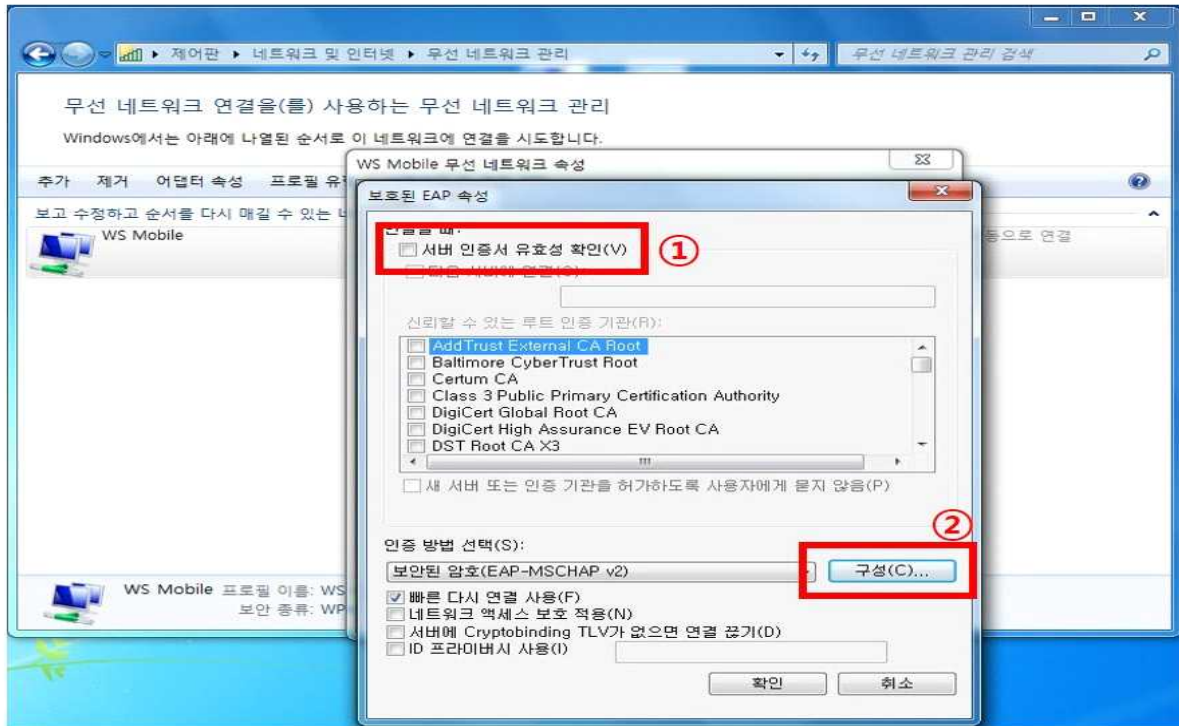 제어판 ▶ 네트워크 및 인터넷 ▶ 무선 네트워크 관리
무선 네트워크 관리 검색
무선 네트워크 연결을(를) 사용하는 무선 네트워크 관리
Windows에서는 아래에 나열된 순서로 이 네트워크에 연결을 시도합니다.
추가 제거 어댑터 속성 프로필 유
보고 수정하고 순서를 다시 매길 수 있는 네
WS Mobile
동으로 연결
WS Mobile 프로필 이름: WS
보안 종류: WP
WS Mobile 무선 네트워크 속성
보호된 EAP 속성
연결할 때:
서버 인증서 유효성 확인(V)
①
다음 서버에 연결(O):
신뢰할 수 있는 루트 인증 기관(R):
AddTrust External CA Root
Baltimore CyberTrust Root
Certum CA
Class 3 Public Primary Certification Authority
DigiCert Global Root CA
DigiCert High Assurance EV Root CA
DST Root CA X3
새 서버 또는 인증 기관을 허가하도록 사용자에게 묻지 않음(P)
②
인증 방법 선택(S):
보안된 암호(EAP-MSCHAP v2)
구성(C)...
빠른 다시 연결 사용(F)
네트워크 액세스 보호 적용(N)
서버에 Cryptobinding TLV가 없으면 연결 끊기(D)
ID 프라이버시 사용(I)
확인 취소